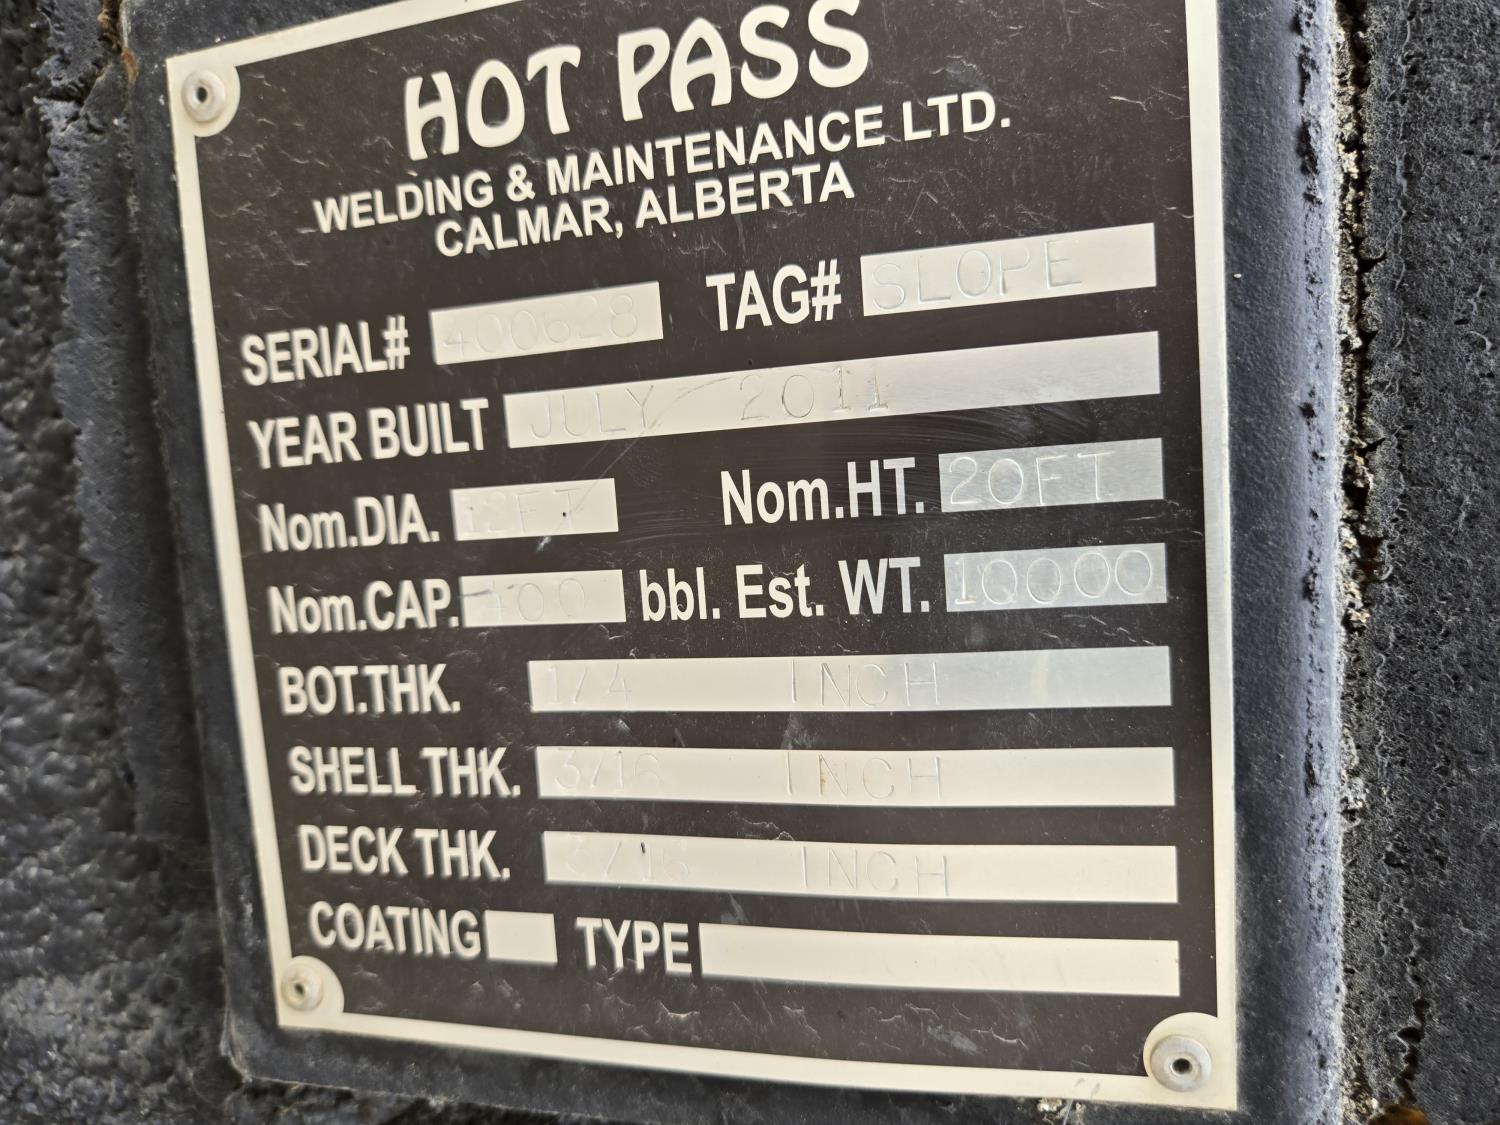 HOT PASS
WELDING & MAINTENANCE LTD.
CALMAR, ALBERTA
SERIAL# 400628 TAG# SLOPE
YEAR BUILT JULY 2011
Nom.DIA. 12FT Nom.HT. 20FT
Nom.CAP. 400 bbl. Est. WT. 10000
BOT.THK. 1/4 INCH
SHELL THK. 3/16 INCH
DECK THK. 3/16 INCH
COATING TYPE